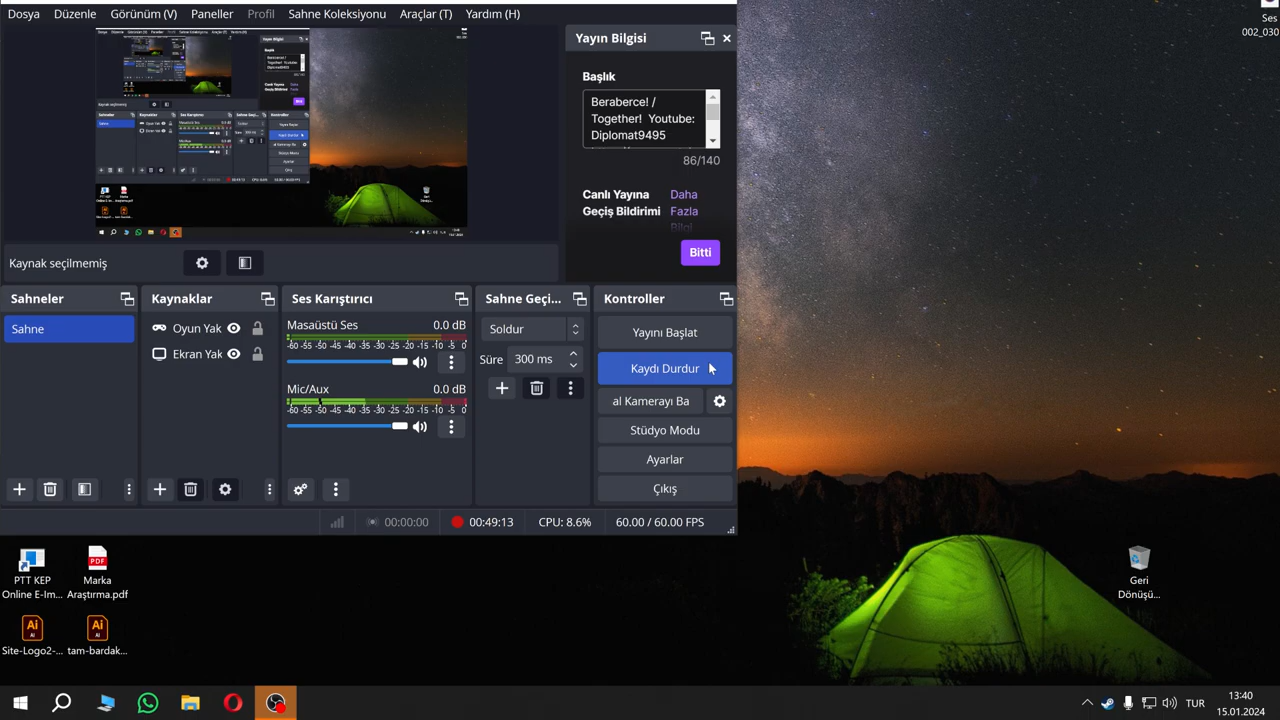 Dosya Düzenle Görünüm (V) Paneller Profil Sahne Koleksiyonu Araçlar (T) Yardım (H)
Yayın Bilgisi
Başlık
Beraberce! /
Together! Youtube:
Diplomat9495
86/140
Canlı Yayına
Geçiş Bildirimi
Daha
Fazla
Bilgi
Bitti
Kaynak seçilmemiş
Sahneler
Sahne
Kaynaklar
Oyun Yak
Ekran Yak
Ses Karıştırıcı
Masaüstü Ses 0.0 dB
-60 -55 -50 -45 -40 -35 -30 -25 -20 -15 -10 -5 0
Mic/Aux 0.0 dB
-60 -55 -50 -45 -40 -35 -30 -25 -20 -15 -10 -5 0
Sahne Geçi...
Soldur
Süre 300 ms
Kontroller
Yayını Başlat
Kaydı Durdur
al Kamerayı Ba
Stüdyo Modu
Ayarlar
Çıkış
00:00:00 00:49:13 CPU: 8.6% 60.00 / 60.00 FPS
Ses
002_030
PTT KEP
Online E-Im...
Marka
Araştırma.pdf
Site-Logo2-...
tam-bardak...
Geri
Dönüşü...
TUR
13:40
15.01.2024